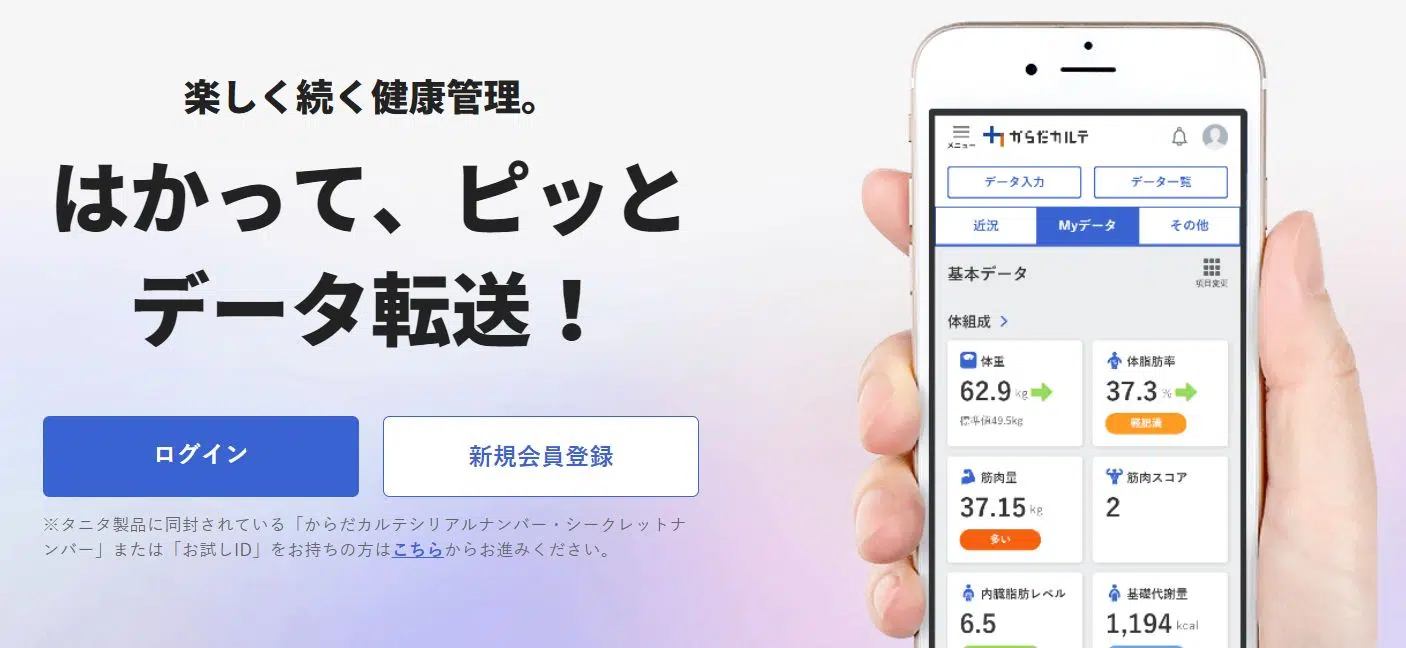 楽しく続く健康管理。
はかって、ピッと
データ転送！
ログイン
新規会員登録
※タニタ製品に同封されている「からだカルテシリアルナンバー・シークレットナ
ンバー」または「お試しID」をお持ちの方はこちらからお進みください。
メニュー
からだカルテ
データ入力
データ一覧
近況
Myデータ
その他
基本データ
項目変更
体組成
体重
62.9 kg
標準値49.5kg
体脂肪率
37.3 %
軽肥満
筋肉量
37.15 kg
多い
筋肉スコア
2
内臓脂肪レベル
6.5
基礎代謝量
1,194 kcal